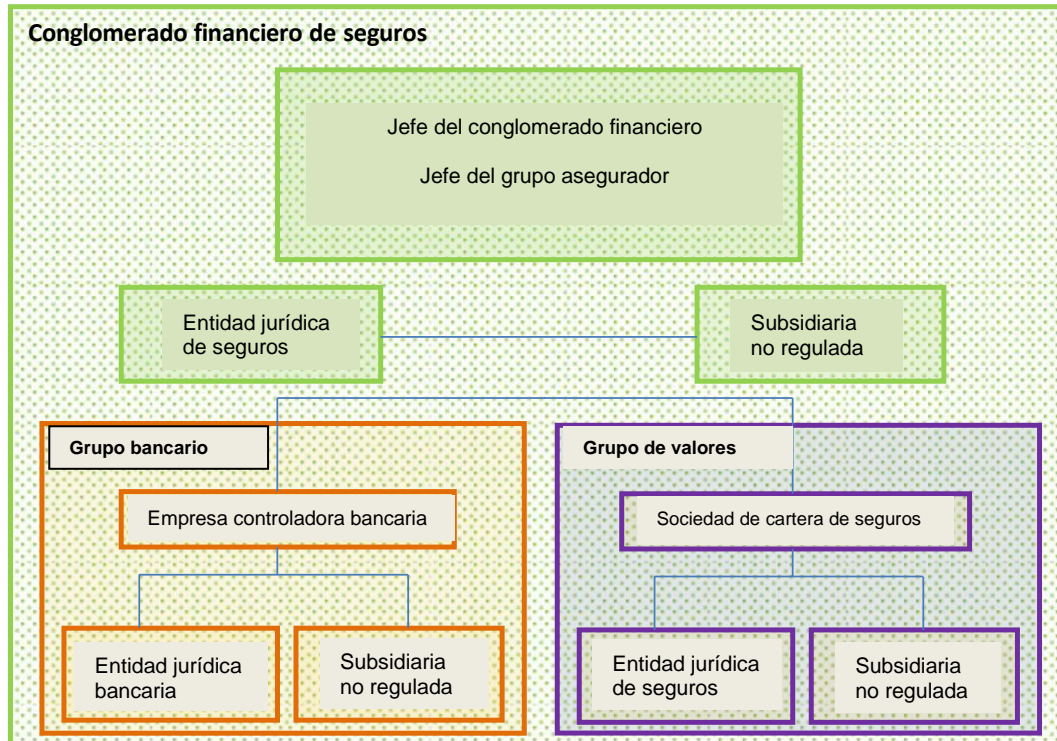 Conglomerado financiero de seguros
Jefe del conglomerado financiero
Jefe del grupo asegurador
Entidad jurídica
de seguros
Subsidiaria
no regulada
Grupo bancario
Empresa controladora bancaria
Entidad jurídica
bancaria
Subsidiaria
no regulada
Grupo de valores
Sociedad de cartera de seguros
Entidad jurídica
de seguros
Subsidiaria
no regulada